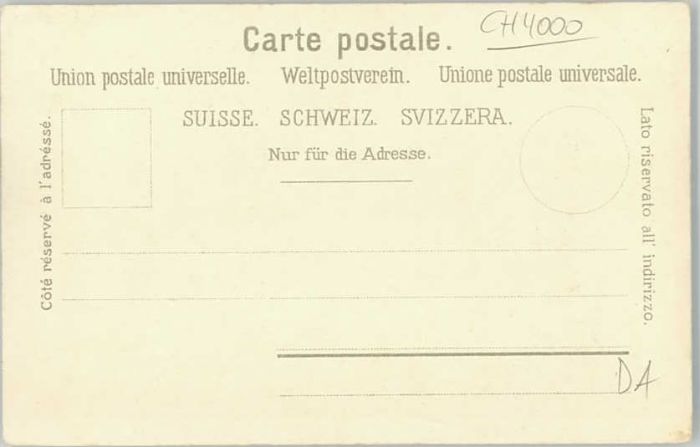 CH4000
Carte postale.
Union postale universelle. Weltpostverein. Unione postale universale.
SUISSE. SCHWEIZ. SVIZZERA.
Nur für die Adresse.
Côté réservé à l'adréssé.
Lato riservato all' indirizzo.
DA